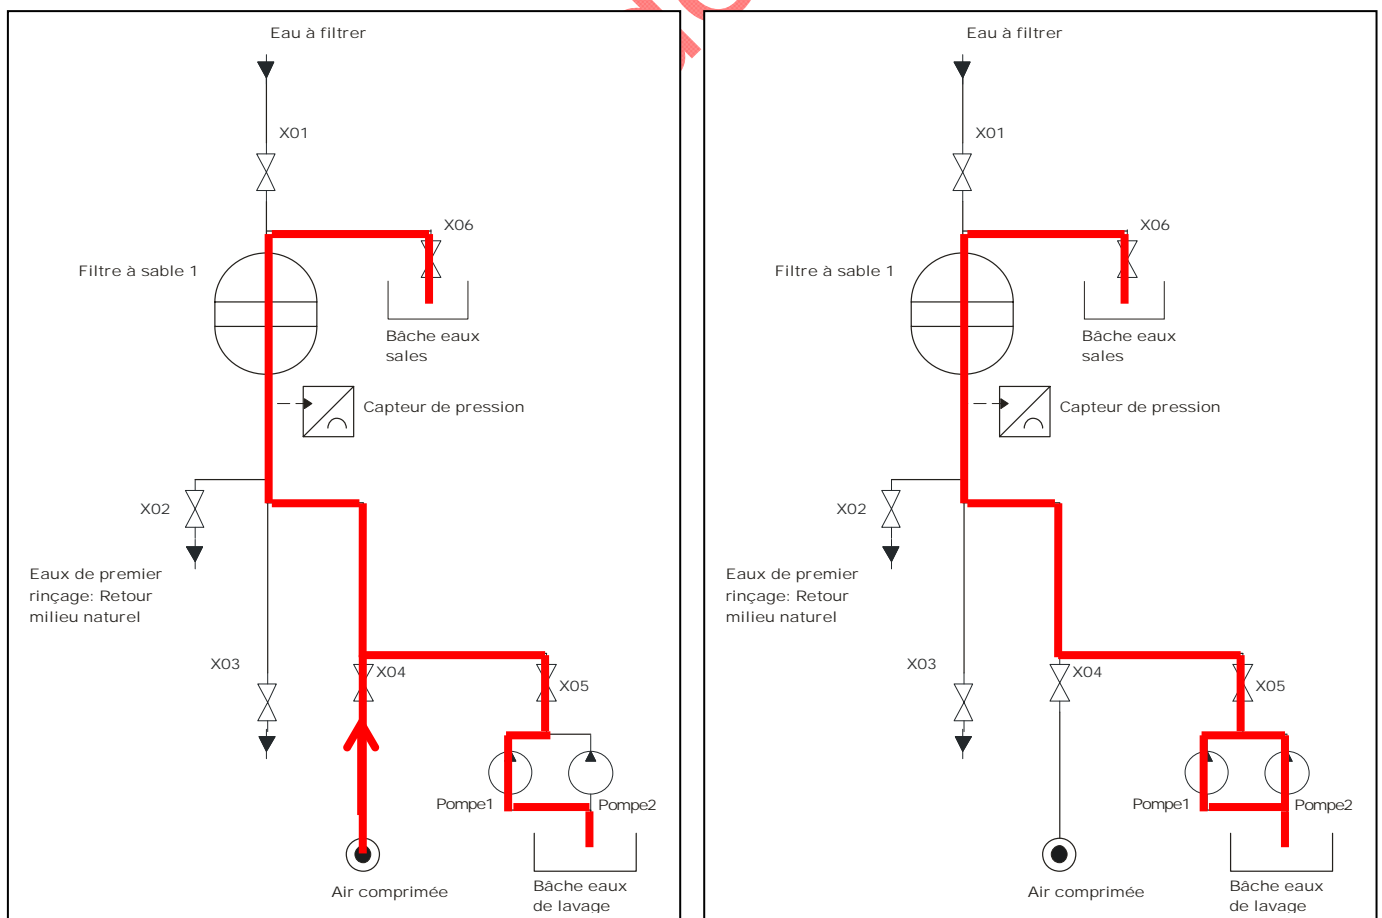 Eau à filtrer
X01
X06
Filtre à sable 1
Bâche eaux
sales
Capteur de pression
X02
Eaux de premier
rinçage: Retour
milieu naturel
X03
X04
X05
Pompe1
Pompe2
Air comprimée
Bâche eaux
de lavage
Eau à filtrer
X01
X06
Filtre à sable 1
Bâche eaux
sales
Capteur de pression
X02
Eaux de premier
rinçage: Retour
milieu naturel
X03
X04
X05
Pompe1
Pompe2
Air comprimée
Bâche eaux
de lavage